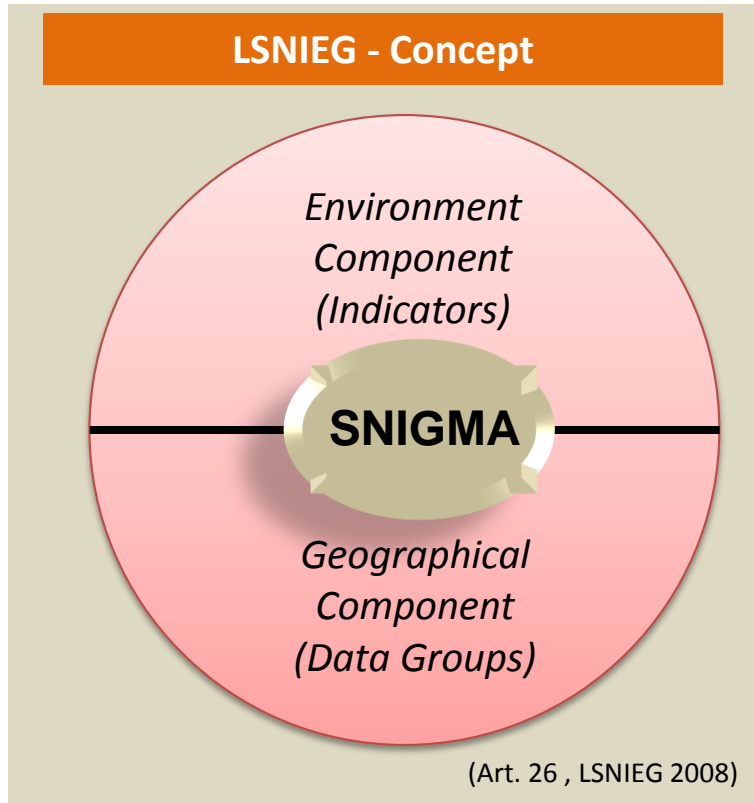 LSNIEG - Concept
Environment
Component
(Indicators)
SNIGMA
Geographical
Component
(Data Groups)
(Art. 26 , LSNIEG 2008)